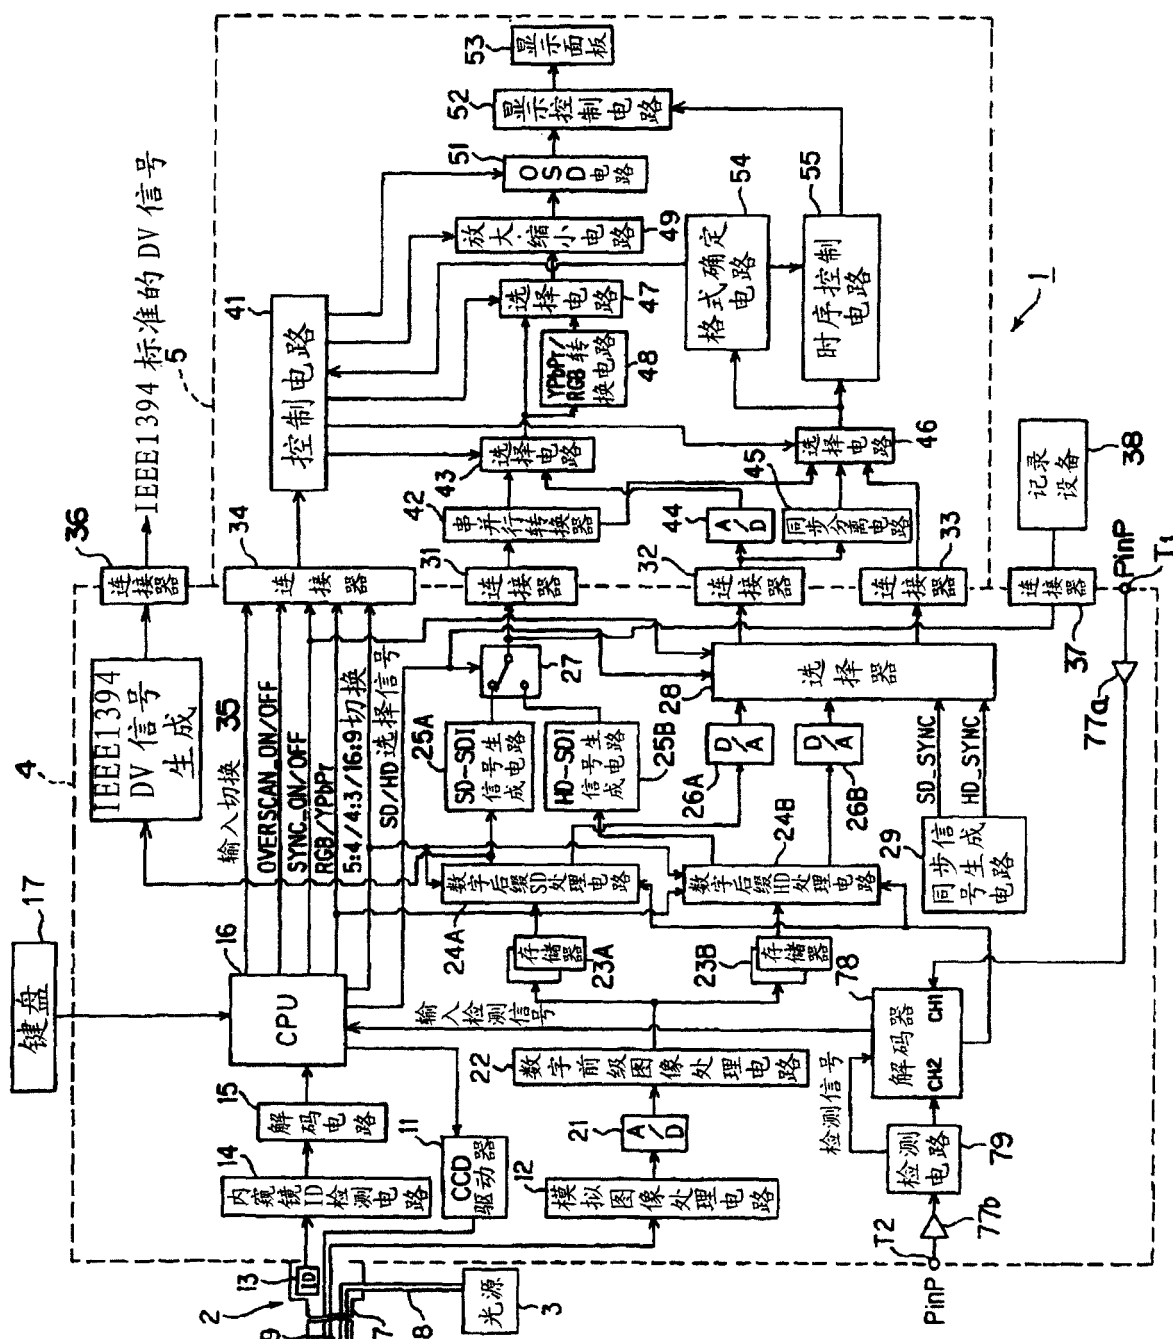 键盘
17
4
IEEE1394
DV 信号
生成
36
连接器
IEEE1394 标准的 DV 信号
5
16
CPU
输入切换
35
OVERSCAN_ON/OFF
SYNC_ON/OFF
RGB/YPbPr
5:4/4:3/16:9切换
SD/HD 选择信号
34
连接器
41
控制电路
15
解码电路
14
内窥镜ID检测电路
13
ID
2
9
7
8
光源
3
11
CCD
驱动器
12
模拟图像处理电路
21
A/D
22
数字前级图像处理电路
输入检测信号
存储器
23A
存储器
23B
24A
数字后缀SD处理电路
24B
数字后缀HD处理电路
25A
SD-SDI
信号生
成电路
HD-SDI
信号生
成电路
25B
27
D/A
26A
D/A
26B
28
选择器
29
同步信
号生成
电路
SD_SYNC
HD_SYNC
31
连接器
32
连接器
连接器
33
连接器
37
记录
设备
38
42
串并行转换器
43
选择电路
44
A/D
45
同步分离电路
选择电路
46
YPbPr/
RGB转
换电路
48
选择电路
47
放大·缩小电路
49
51
OSD电路
52
显示控制电路
53
显示面板
格式确定
电路
54
时序控制
电路
55
1
PinP
T1
77a
78
解码器
CH1
CH2
检测信号
检测
电路
79
77b
T2
PinP